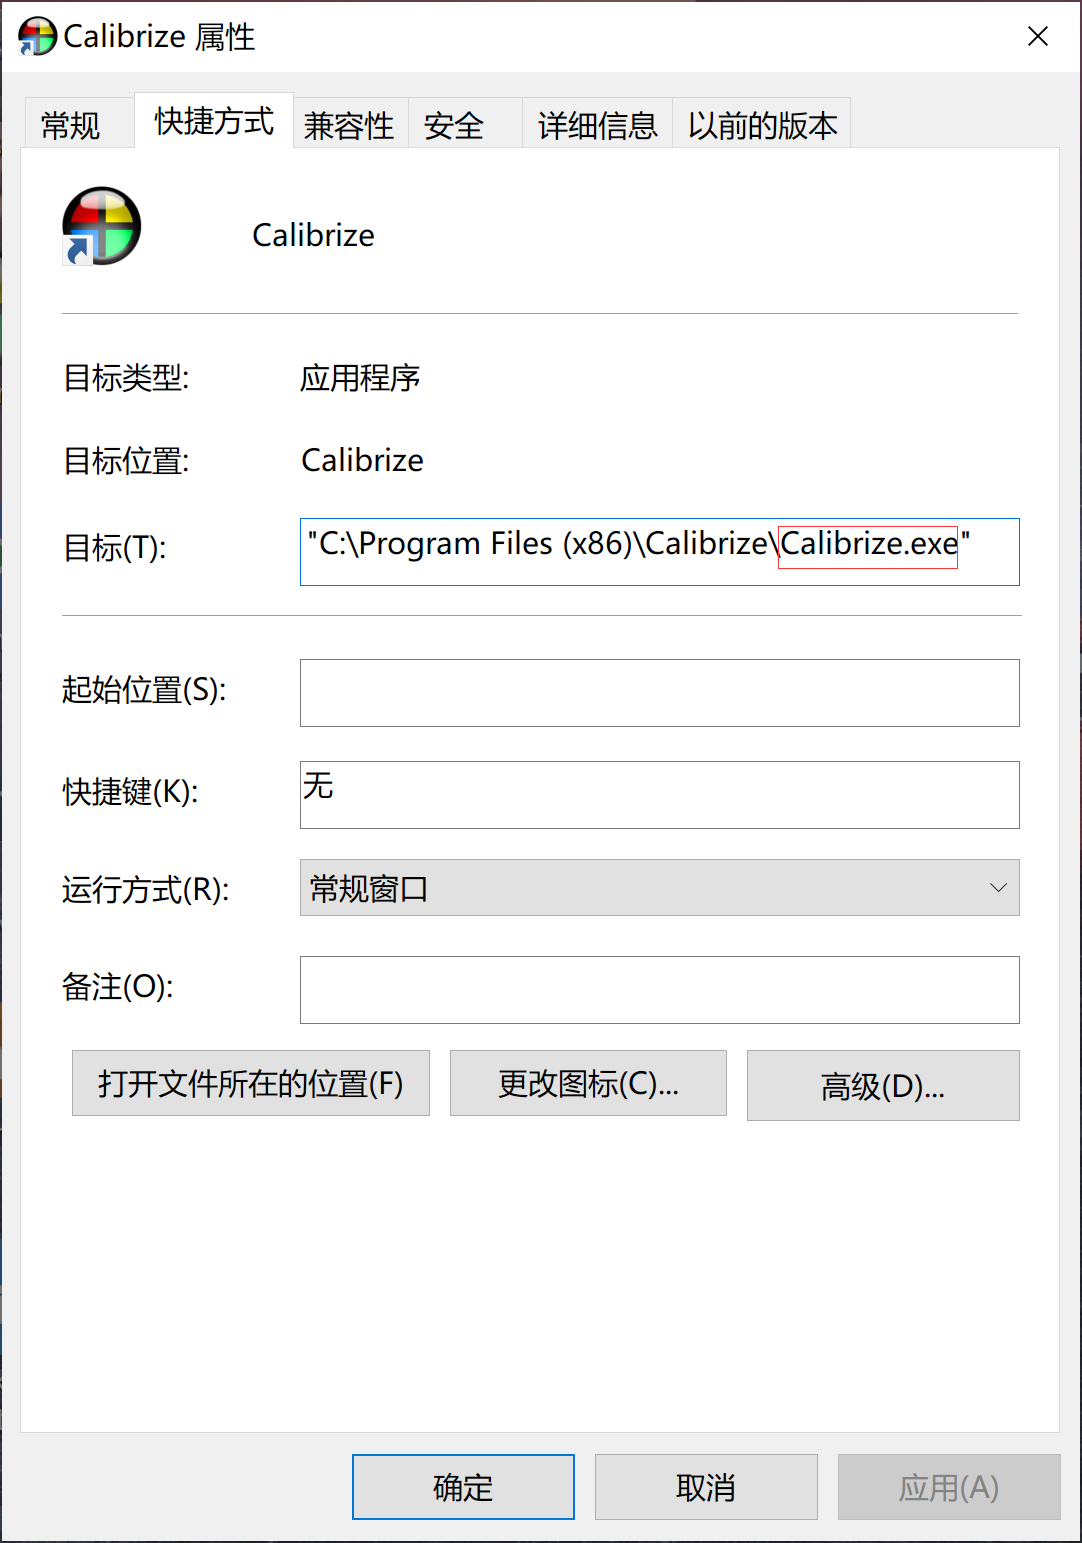 Calibrize 属性
常规 快捷方式 兼容性 安全 详细信息 以前的版本
Calibrize
目标类型: 应用程序
目标位置: Calibrize
目标(T): "C:\Program Files (x86)\Calibrize\Calibrize.exe"
起始位置(S):
快捷键(K): 无
运行方式(R): 常规窗口
备注(O):
打开文件所在的位置(F) 更改图标(C)... 高级(D)...
确定 取消 应用(A)